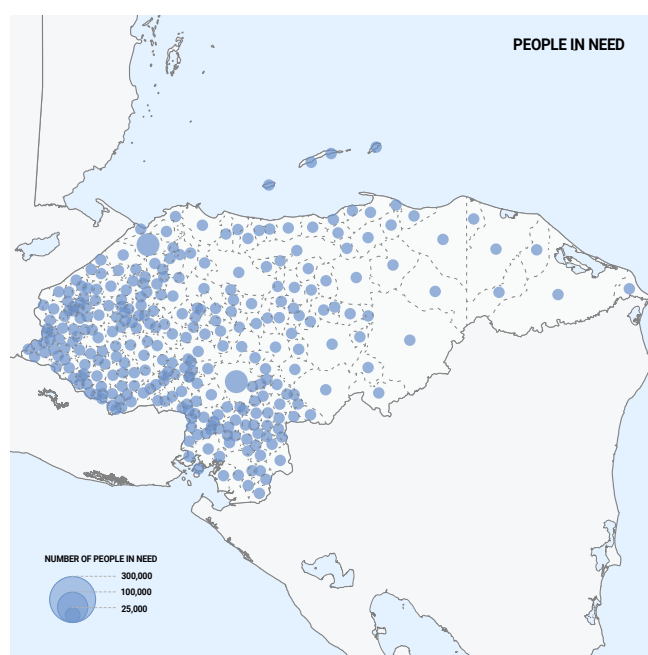 PEOPLE IN NEED
NUMBER OF PEOPLE IN NEED
300,000
100,000
25,000